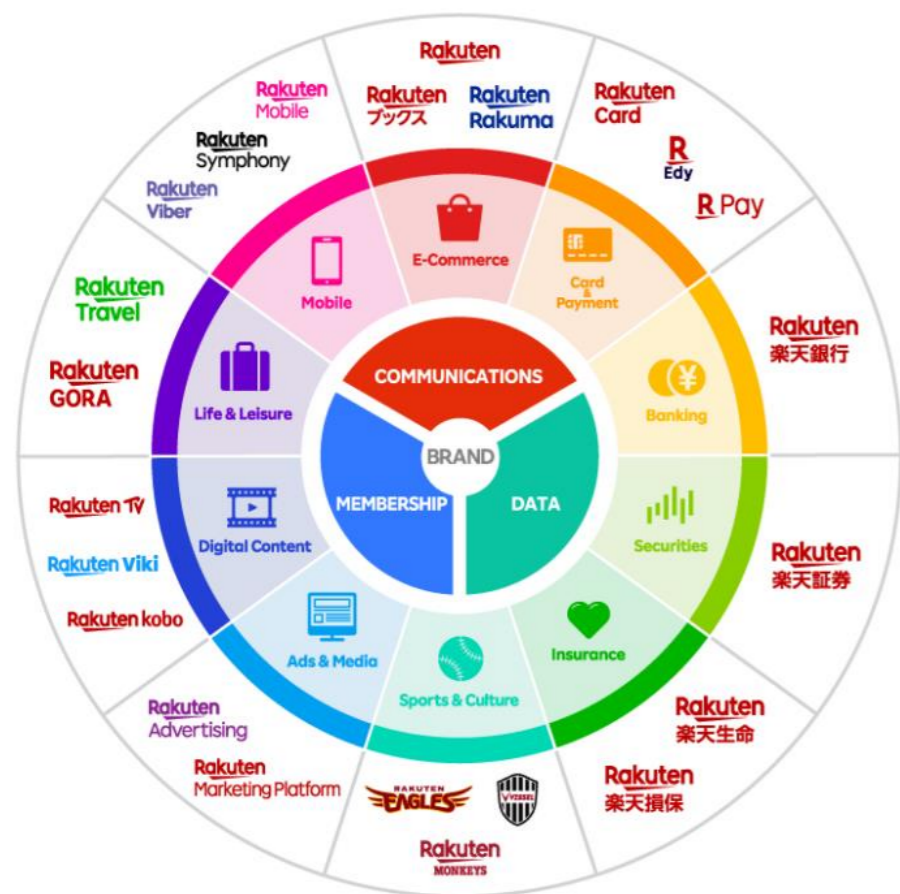 Rakuten
Rakuten
ブックス
Rakuten
Rakuma
Rakuten
Card
R
Edy
R Pay
Rakuten
楽天銀行
Rakuten
楽天証券
Rakuten
楽天生命
Rakuten
楽天損保
RAKUTEN
EAGLES
VISSEL
Rakuten
MONKEYS
Rakuten
Marketing Platform
Rakuten
Advertising
Rakuten kobo
Rakuten Viki
Rakuten TV
Rakuten
GORA
Rakuten
Travel
Rakuten
Viber
Rakuten
Symphony
Rakuten
Mobile
E-Commerce
Card
&
Payment
¥
Banking
Securities
Insurance
Sports & Culture
Ads & Media
Digital Content
Life & Leisure
Mobile
COMMUNICATIONS
BRAND
MEMBERSHIP
DATA